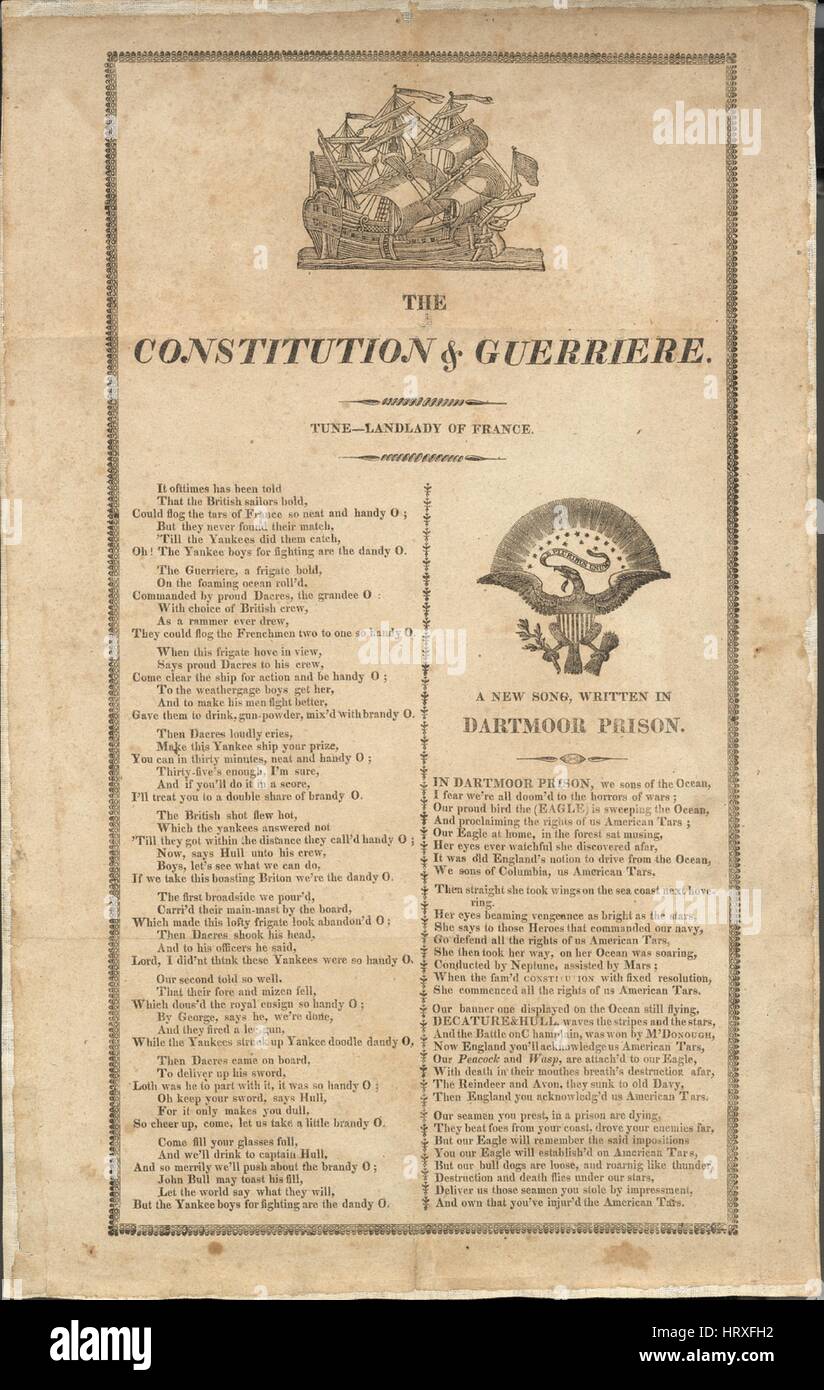 THE
CONSTITUTION & GUERRIERE.
TUNE—LANDLADY OF FRANCE.
It ofttimes has been told
That the British sailors bold,
Could flog the tars of France so neat and handy O ;
But they never found their match,
'Till the Yankees did them catch,
Oh! The Yankee boys for fighting are the dandy O.
The Guerriere, a frigate bold,
On the foaming ocean roll'd,
Commanded by proud Dacres, the grandee O :
With choice of British crew,
As a rammer ever drew,
They could flog the Frenchmen two to one so handy O.
When this frigate hove in view,
Says proud Dacres to his crew,
Come clear the ship for action and be handy O ;
To the weathergage boys get her,
And to make his men fight better,
Gave them to drink, gun-powder, mix'd with brandy O.
Then Dacres loudly cries,
Make this Yankee ship your prize,
You can in thirty minutes, neat and handy O ;
Thirty-five's enough, I'm sure,
And if you'll do it in a score,
I'll treat you to a double share of brandy O.
The British shot flew hot,
Which the yankees answered not
'Till they got within the distance they call'd handy O ;
Now, says Hull unto his crew,
Boys, let's see what we can do,
If we take this boasting Briton we're the dandy O.
The first broadside we pour'd,
Carri'd their main-mast by the board,
Which made this lofty frigate look abandon'd O ;
Then Dacres shook his head,
And to his officers he said,
Lord, I did'nt think these Yankees were so handy O.
Our second told so well,
That their fore and mizen fell,
Which dous'd the royal ensign so handy O ;
By George, says he, we're done,
And they fired a lee gun,
While the Yankees struck up Yankee doodle dandy O,
Then Dacres came on board,
To deliver up his sword,
Loth was he to part with it, it was so handy O ;
Oh keep your sword, says Hull,
For it only makes you dull,
So cheer up, come, let us take a little brandy O.
Come fill your glasses full,
And we'll drink to captain Hull,
And so merrily we'll push about the brandy O ;
John Bull may toast his fill,
Let the world say what they will,
But the Yankee boys for fighting are the dandy O.
E PLURIBUS UNUM
A NEW SONG, WRITTEN IN
DARTMOOR PRISON.
IN DARTMOOR PRISON, we sons of the Ocean,
I fear we're all doom'd to the horrors of wars ;
Our proud bird the (EAGLE) is sweeping the Ocean,
And proclaiming the rights of us American Tars ;
Our Eagle at home, in the forest sat musing,
Her eyes ever watchful she discovered afar,
It was old England's notion to drive from the Ocean,
We sons of Columbia, us American Tars.
Then straight she took wings on the sea coast next hove-
ring.
Her eyes beaming vengeance as bright as the stars.
She says to those Heroes that commanded our navy,
Go defend all the rights of us American Tars,
She then took her way, on her Ocean was soaring,
Conducted by Neptune, assisted by Mars ;
When the fam'd CONSTITUTION with fixed resolution,
She commenced all the rights of us American Tars.
Our banner one displayed on the Ocean still flying,
DECATURE&HULL, waves the stripes and the stars,
And the Battle onC hamplain, was won by M'DONOUGH,
Now England you'll acknowledge us American Tars,
Our Peacock and Wasp, are attach'd to our Eagle,
With death in their mouthes breath's destruction afar,
The Reindeer and Avon, they sunk to old Davy,
Then England you acknowledg'd us American Tars.
Our seamen you prest, in a prison are dying,
They beat foes from your coast, drove your enemies far,
But our Eagle will remember the said impositions
You our Eagle will establish'd on American Tars,
But our bull dogs are loose, and roarnig like thunder,
Destruction and death flies under our stars,
Deliver us those seamen you stole by impressment,
And own that you've injur'd the American Tars.
alamy
alamy
Image ID: HRXFH2
www.alamy.com